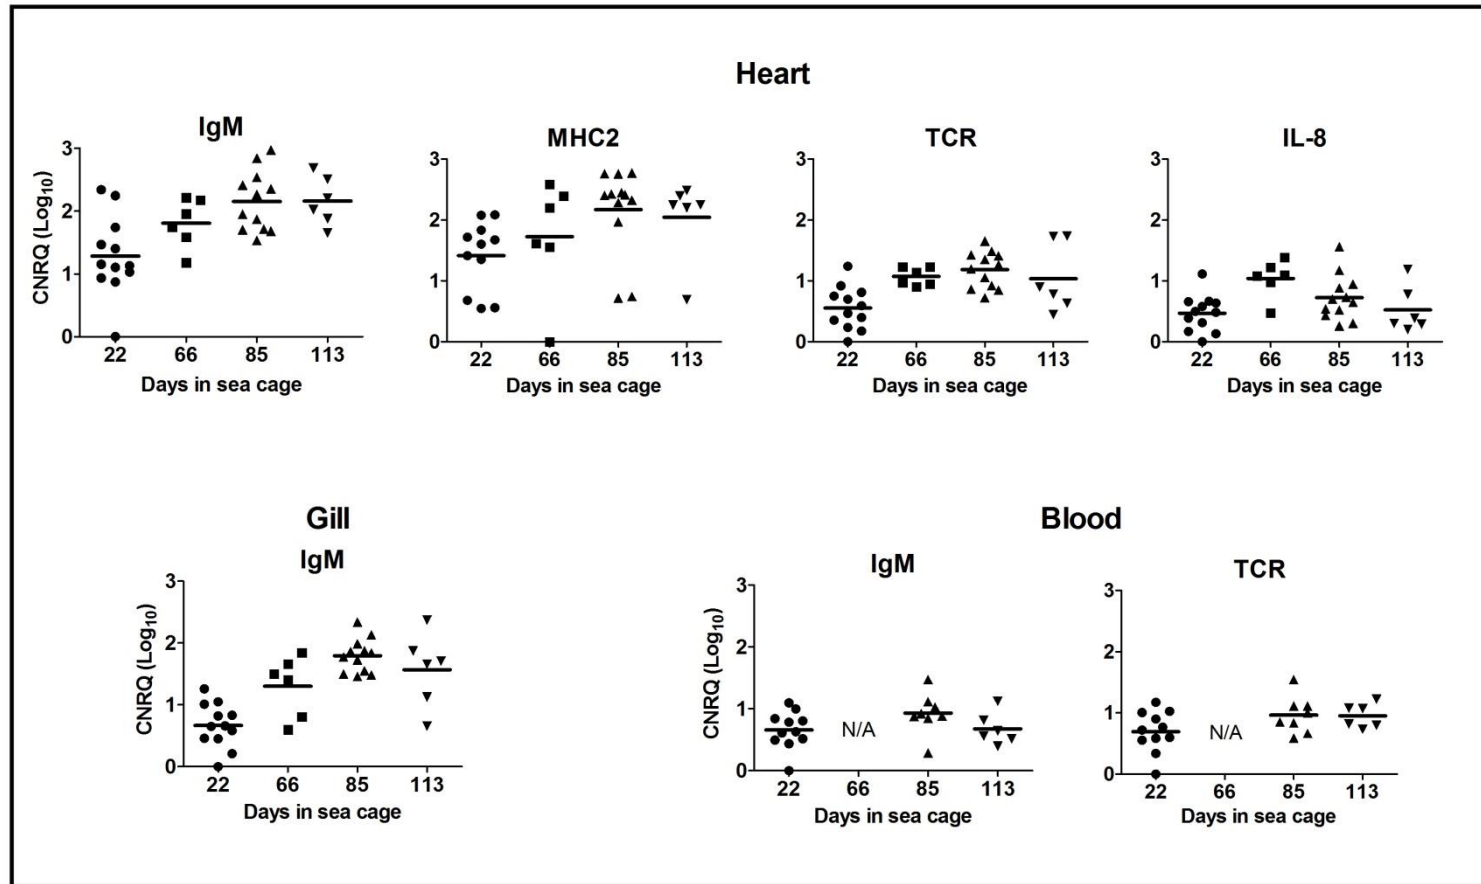 Heart
IgM
MHC2
TCR
IL-8
CNRQ (Log10)
3
2
1
0
22 66 85 113
Days in sea cage
3
2
1
0
22 66 85 113
Days in sea cage
3
2
1
0
22 66 85 113
Days in sea cage
3
2
1
0
22 66 85 113
Days in sea cage
Gill
IgM
CNRQ (Log10)
3
2
1
0
22 66 85 113
Days in sea cage
Blood
IgM
CNRQ (Log10)
3
2
1
0
N/A
22 66 85 113
Days in sea cage
TCR
3
2
1
0
N/A
22 66 85 113
Days in sea cage